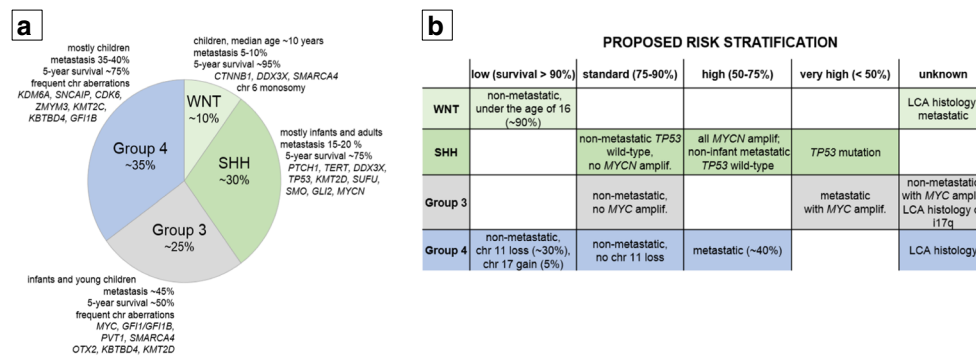 a
mostly children
metastasis 35-40%
5-year survival ~75%
frequent chr aberrations
KDM6A, SNCAIP, CDK6,
ZMYM3, KMT2C,
KBTBD4, GFI1B
children, median age ~10 years
metastasis 5-10%
5-year survival ~95%
CTNNB1, DDX3X, SMARCA4
chr 6 monosomy
WNT
~10%
Group 4
~35%
SHH
~30%
mostly infants and adults
metastasis 15-20 %
5-year survival ~75%
PTCH1, TERT, DDX3X,
TP53, KMT2D, SUFU,
SMO, GLI2, MYCN
Group 3
~25%
infants and young children
metastasis ~45%
5-year survival ~50%
frequent chr aberrations
MYC, GFI1/GFI1B,
PVT1, SMARCA4
OTX2, KBTBD4, KMT2D
b
PROPOSED RISK STRATIFICATION
low (survival > 90%) standard (75-90%) high (50-75%) very high (< 50%) unknown
WNT
non-metastatic,
under the age of 16
(~90%)
LCA histology
metastatic
SHH
non-metastatic TP53
wild-type,
no MYCN amplif.
all MYCN amplif;
non-infant metastatic
TP53 wild-type
TP53 mutation
Group 3
non-metastatic,
no MYC amplif.
metastatic
with MYC amplif.
non-metastatic
with MYC ampl
LCA histology
i17q
Group 4
non-metastatic,
chr 11 loss (~30%),
chr 17 gain (5%)
non-metastatic,
no chr 11 loss
metastatic (~40%)
LCA histology